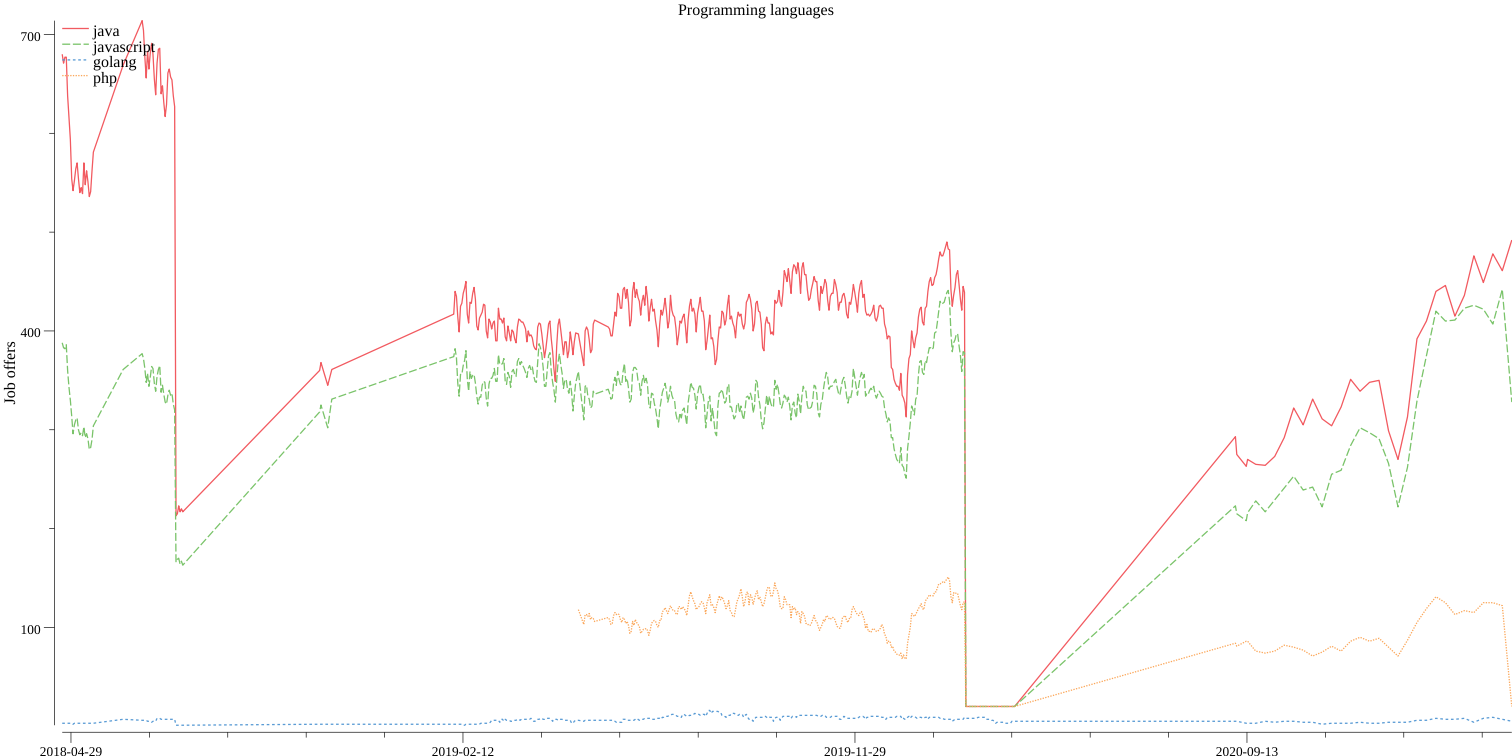 Programming languages
700
java
javascript
golang
php
400
Job offers
100
2018-04-29
2019-02-12
2019-11-29
2020-09-13